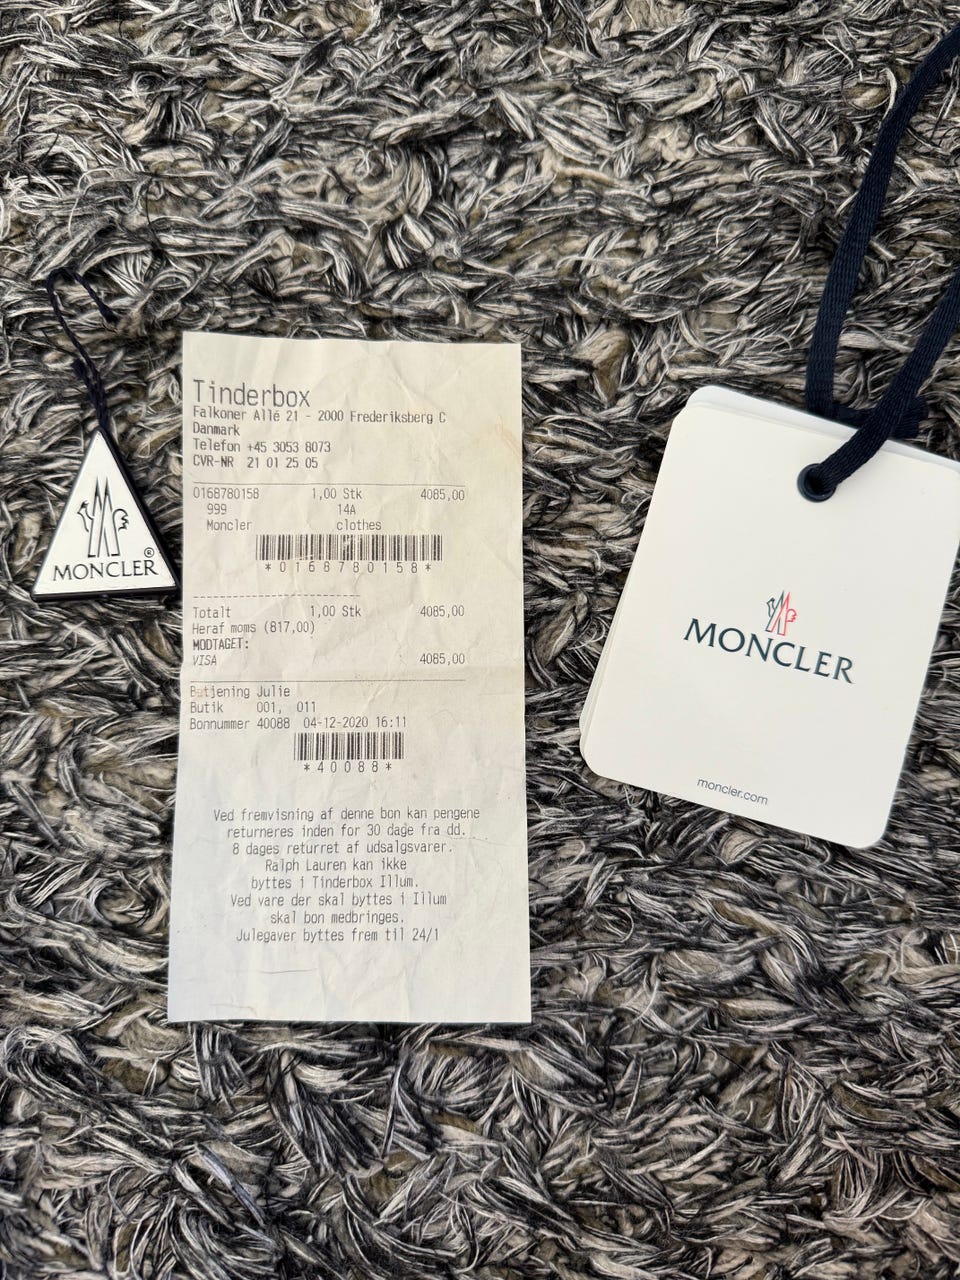 Tinderbox
Falkoner Allé 21 - 2000 Frederiksberg C
Danmark
Telefon +45 3053 8073
CVR-NR 21 01 25 05
0168780158 1,00 Stk 4085,00
999 14A
Moncler clothes
*0168780158*
Totalt 1,00 Stk 4085,00
Heraf moms (817,00)
MODTAGET:
VISA 4085,00
Betjening Julie
Butik 001, 011
Bonnummer 40088 04-12-2020 16:11
*40088*
Ved fremvisning af denne bon kan pengene
returneres inden for 30 dage fra dd.
8 dages returret af udsalgsvarer.
Ralph Lauren kan ikke
byttes i Tinderbox Illum.
Ved vare der skal byttes i Illum
skal bon medbringes.
Julegaver byttes frem til 24/1
®
MONCLER
MONCLER
moncler.com